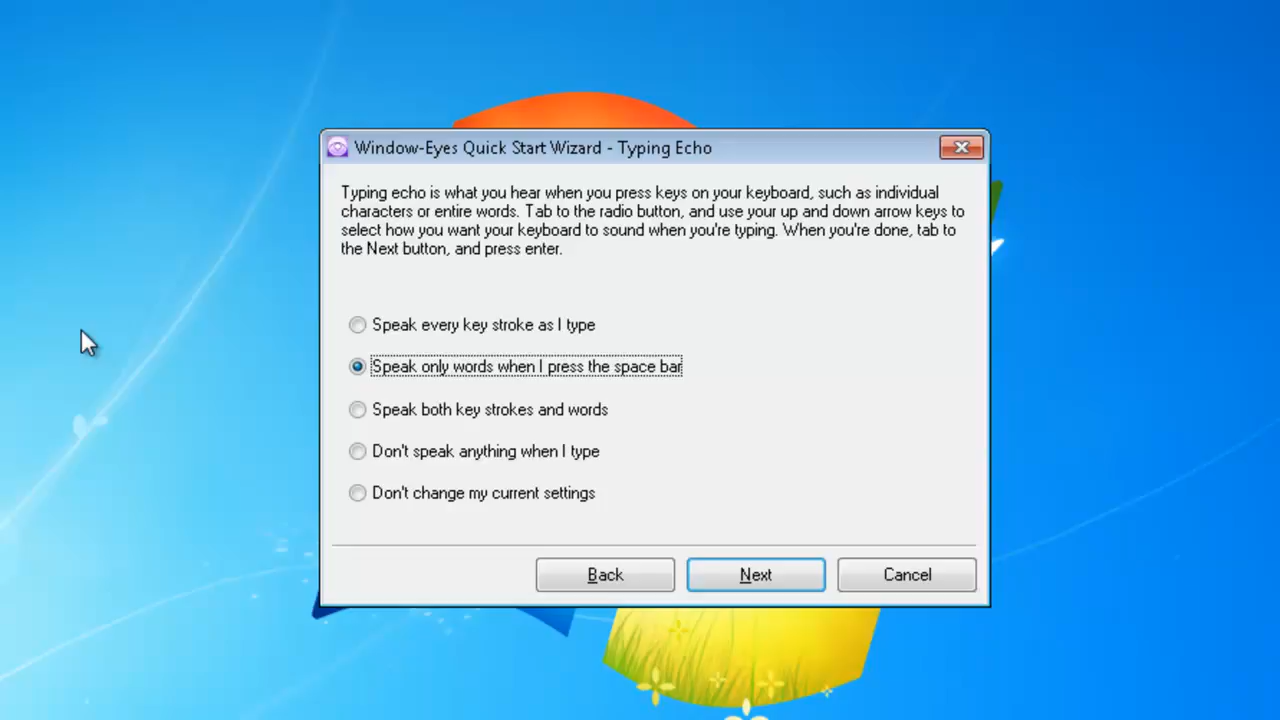 Window-Eyes Quick Start Wizard - Typing Echo
Typing echo is what you hear when you press keys on your keyboard, such as individual
characters or entire words. Tab to the radio button, and use your up and down arrow keys to
select how you want your keyboard to sound when you're typing. When you're done, tab to
the Next button, and press enter.
Speak every key stroke as I type
Speak only words when I press the space bar
Speak both key strokes and words
Don't speak anything when I type
Don't change my current settings
Back
Next
Cancel